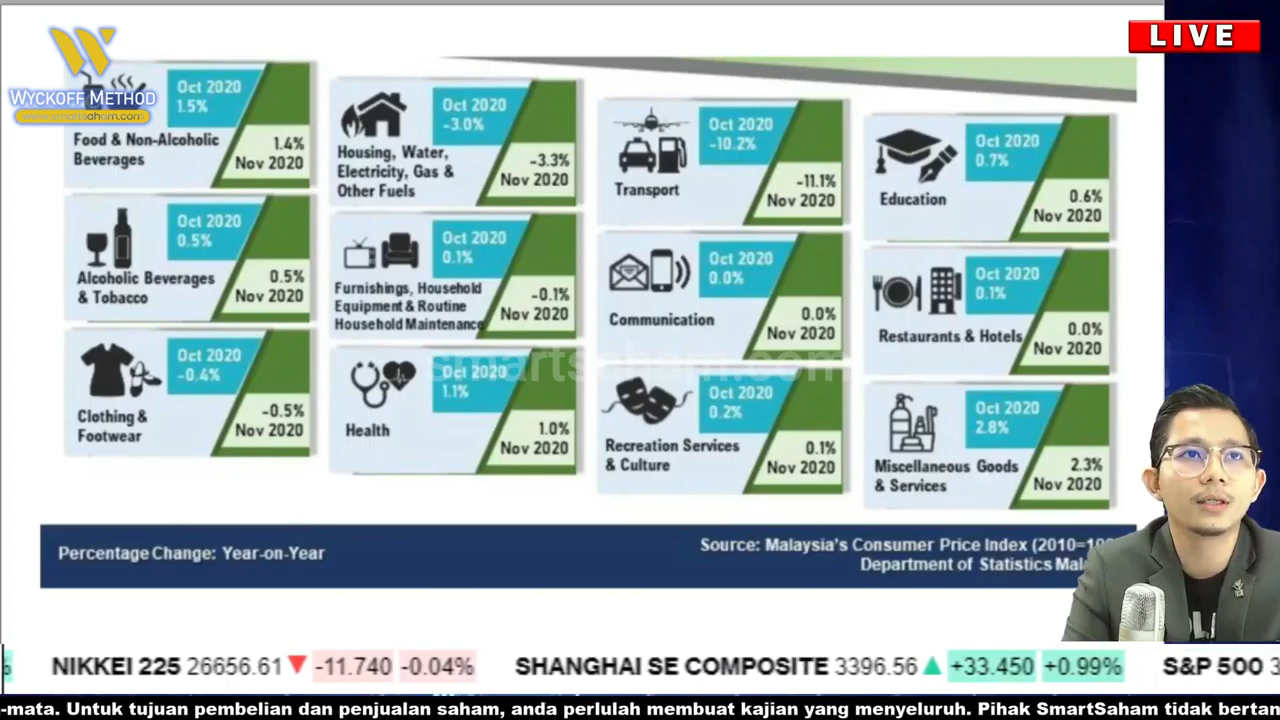 WYCKOFF METHOD
LIVE
Oct 2020
1.5%
Food & Non-Alcoholic
Beverages
1.4%
Nov 2020
Oct 2020
0.5%
Alcoholic Beverages
& Tobacco
0.5%
Nov 2020
Oct 2020
-0.4%
Clothing &
Footwear
-0.5%
Nov 2020
Oct 2020
-3.0%
Housing, Water,
Electricity, Gas &
Other Fuels
-3.3%
Nov 2020
Oct 2020
0.1%
Furnishings, Household
Equipment & Routine
Household Maintenance
-0.1%
Nov 2020
Oct 2020
1.1%
Health
1.0%
Nov 2020
Oct 2020
-10.2%
Transport
-11.1%
Nov 2020
Oct 2020
0.0%
Communication
0.0%
Nov 2020
Oct 2020
0.2%
Recreation Services
& Culture
0.1%
Nov 2020
Oct 2020
0.7%
Education
0.6%
Nov 2020
Oct 2020
0.1%
Restaurants & Hotels
0.0%
Nov 2020
Oct 2020
2.8%
Miscellaneous Goods
& Services
2.3%
Nov 2020
smartsaham.com
Percentage Change: Year-on-Year
Source: Malaysia's Consumer Price Index (2010=10
Department of Statistics Mal
% NIKKEI 225 26656.61 ▼ -11.740 -0.04% SHANGHAI SE COMPOSITE 3396.56 ▲ +33.450 +0.99% S&P 500 3
-mata. Untuk tujuan pembelian dan penjualan saham, anda perlulah membuat kajian yang menyeluruh. Pihak SmartSaham tidak bertan